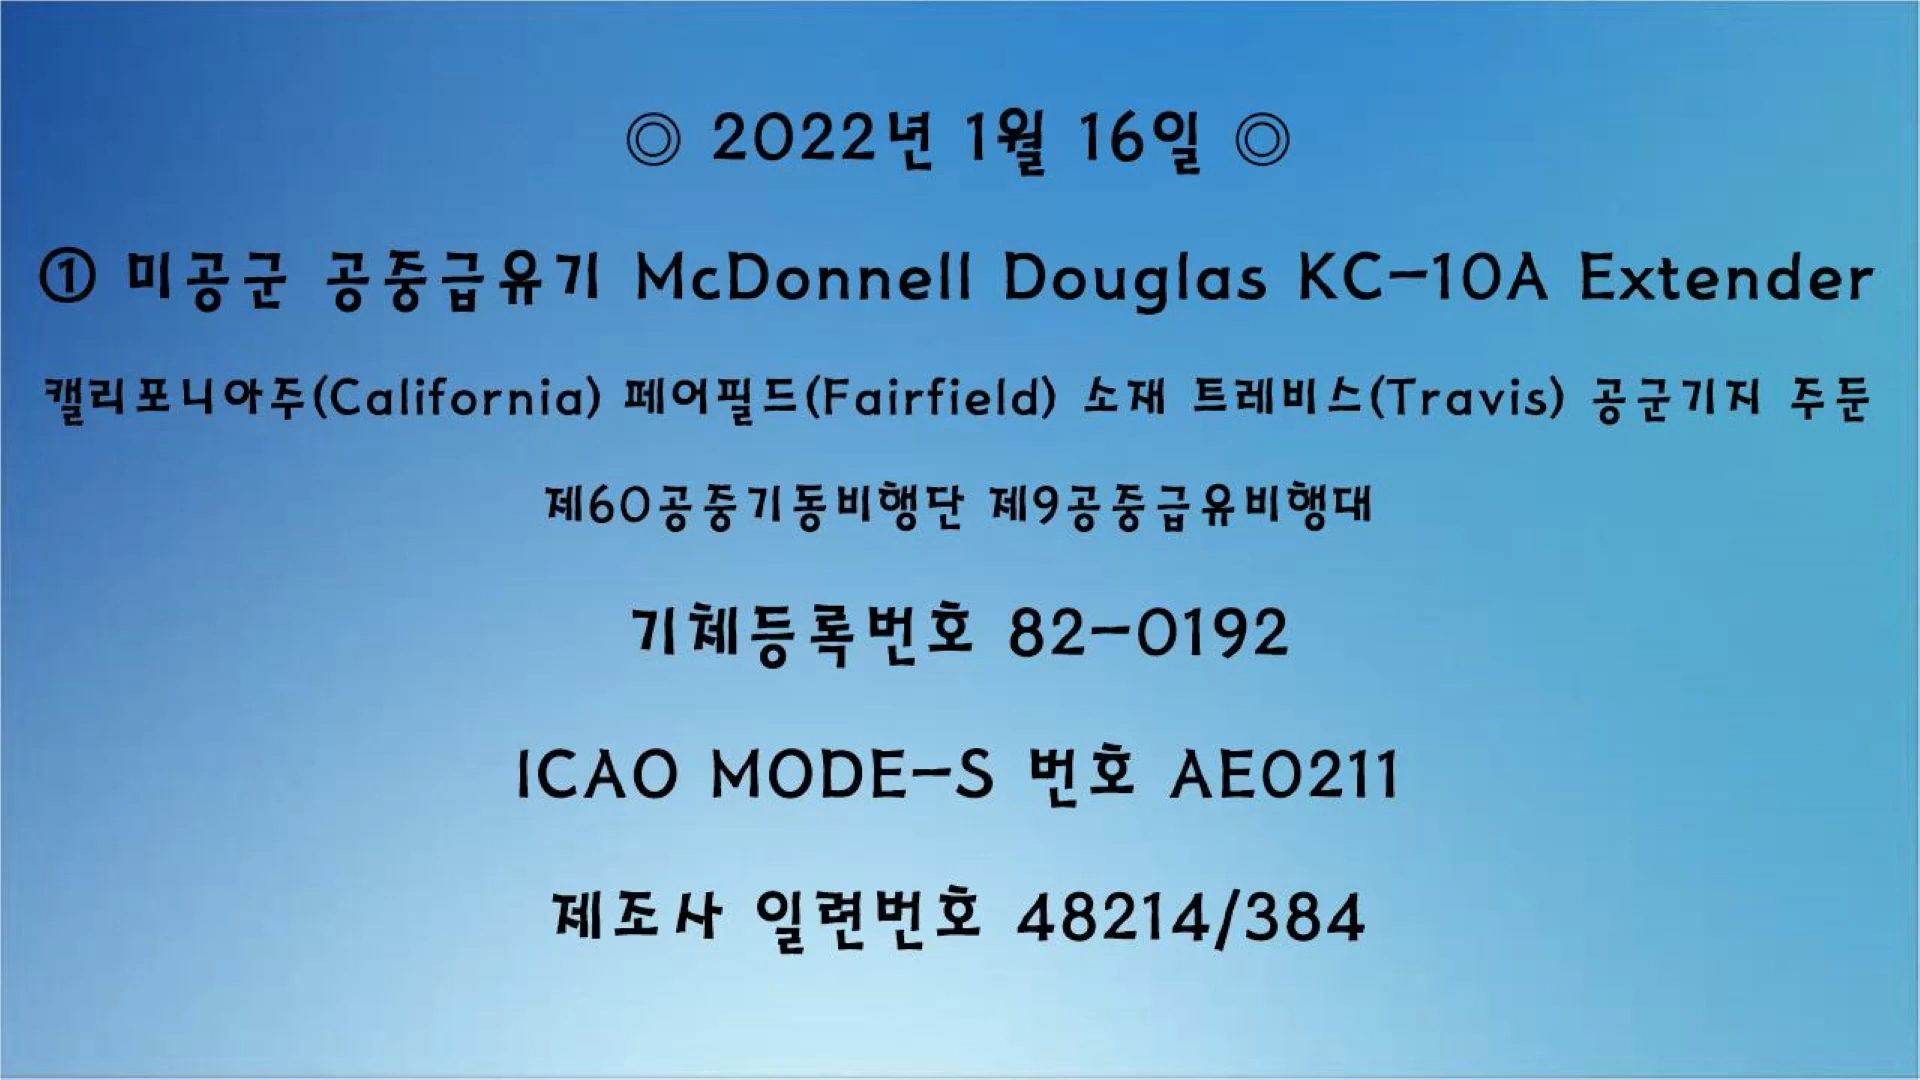 ◎ 2022년 1월 16일 ◎
① 미공군 공중급유기 McDonnell Douglas KC-10A Extender
캘리포니아주(California) 페어필드(Fairfield) 소재 트레비스(Travis) 공군기지 주둔
제60공중기동비행단 제9공중급유비행대
기체등록번호 82-0192
ICAO MODE-S 번호 AE0211
제조사 일련번호 48214/384